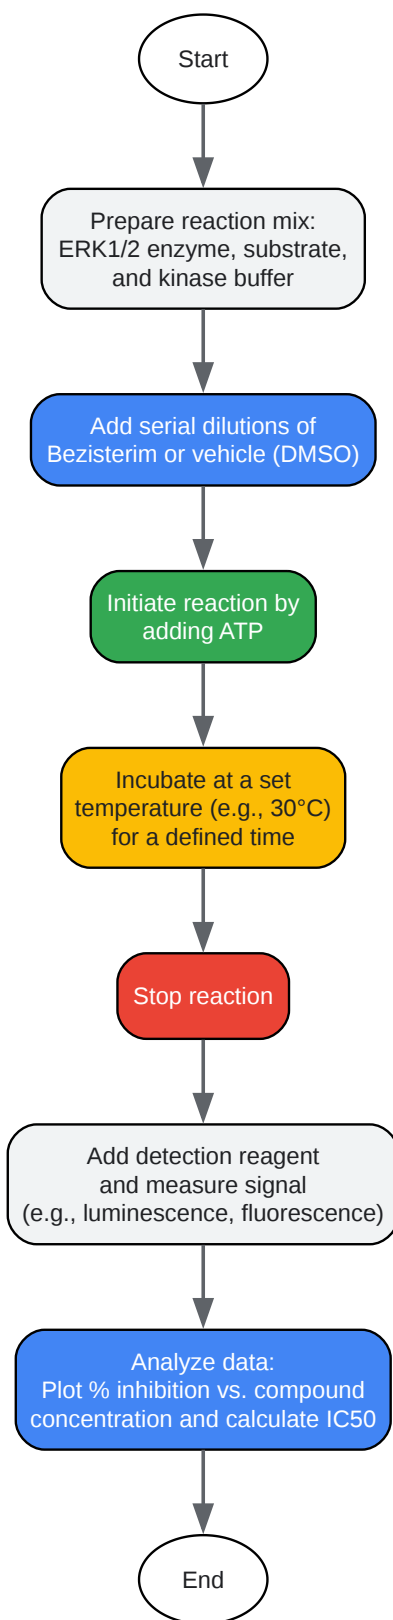 Start
Prepare reaction mix:
ERK1/2 enzyme, substrate,
and kinase buffer
Add serial dilutions of
Bezisterim or vehicle (DMSO)
Initiate reaction by
adding ATP
Incubate at a set
temperature (e.g., 30°C)
for a defined time
Stop reaction
Add detection reagent
and measure signal
(e.g., luminescence, fluorescence)
Analyze data:
Plot % inhibition vs. compound
concentration and calculate IC50
End